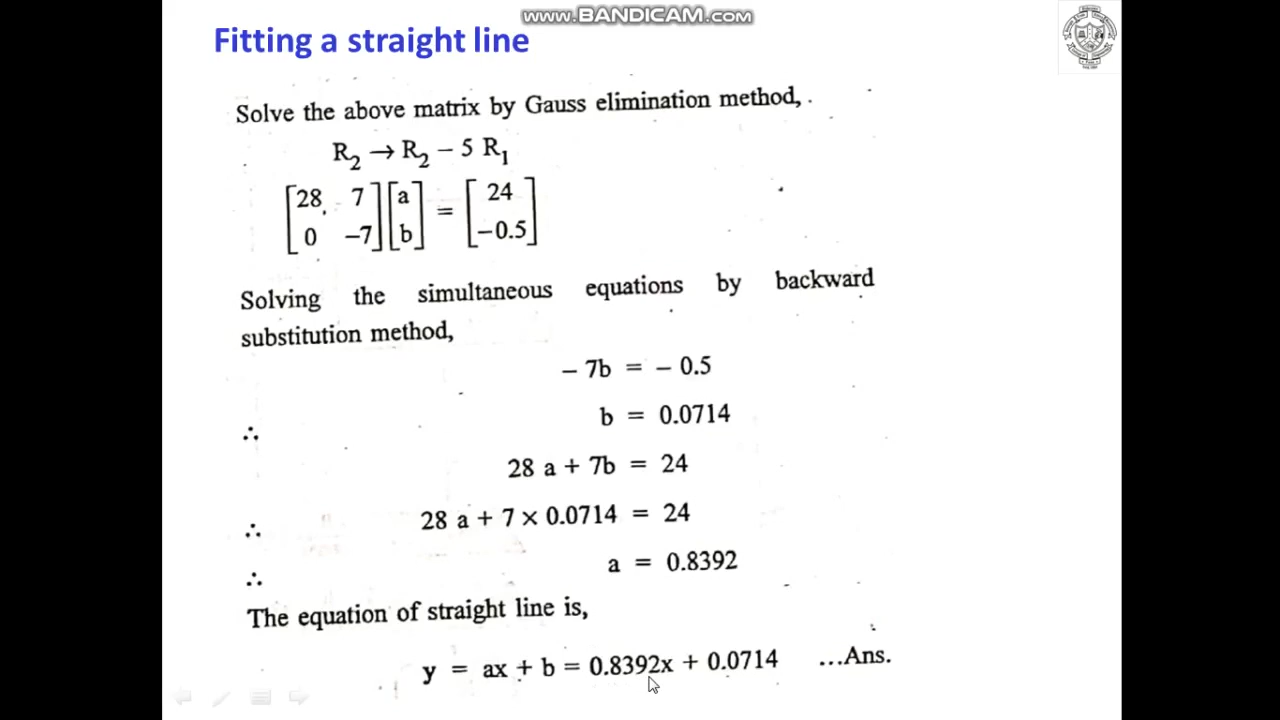 www.BANDICAM.com
Fitting a straight line
Solve the above matrix by Gauss elimination method,
R₂ → R₂ − 5 R₁
[28, 7; 0 −7] [a; b] = [24; −0.5]
Solving the simultaneous equations by backward
substitution method,
− 7b = − 0.5
∴ b = 0.0714
28 a + 7b = 24
∴ 28 a + 7 × 0.0714 = 24
∴ a = 0.8392
The equation of straight line is,
y = ax + b = 0.8392x + 0.0714 ...Ans.